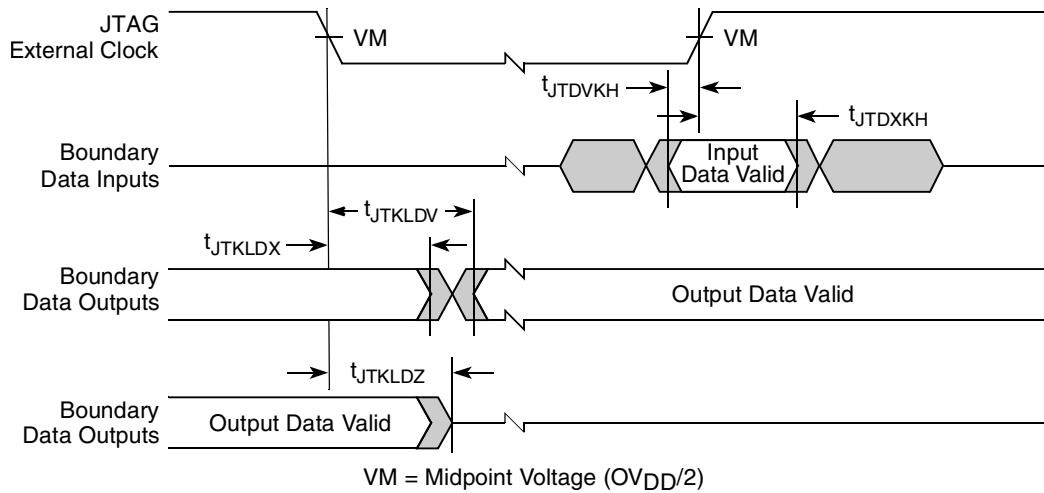 JTAG
External Clock
VM
VM
tJTDVKH
tJTDXKH
Boundary
Data Inputs
Input
Data Valid
tJTKLDV
tJTKLDX
Boundary
Data Outputs
Output Data Valid
tJTKLDZ
Boundary
Data Outputs
Output Data Valid
VM = Midpoint Voltage (OVDD/2)